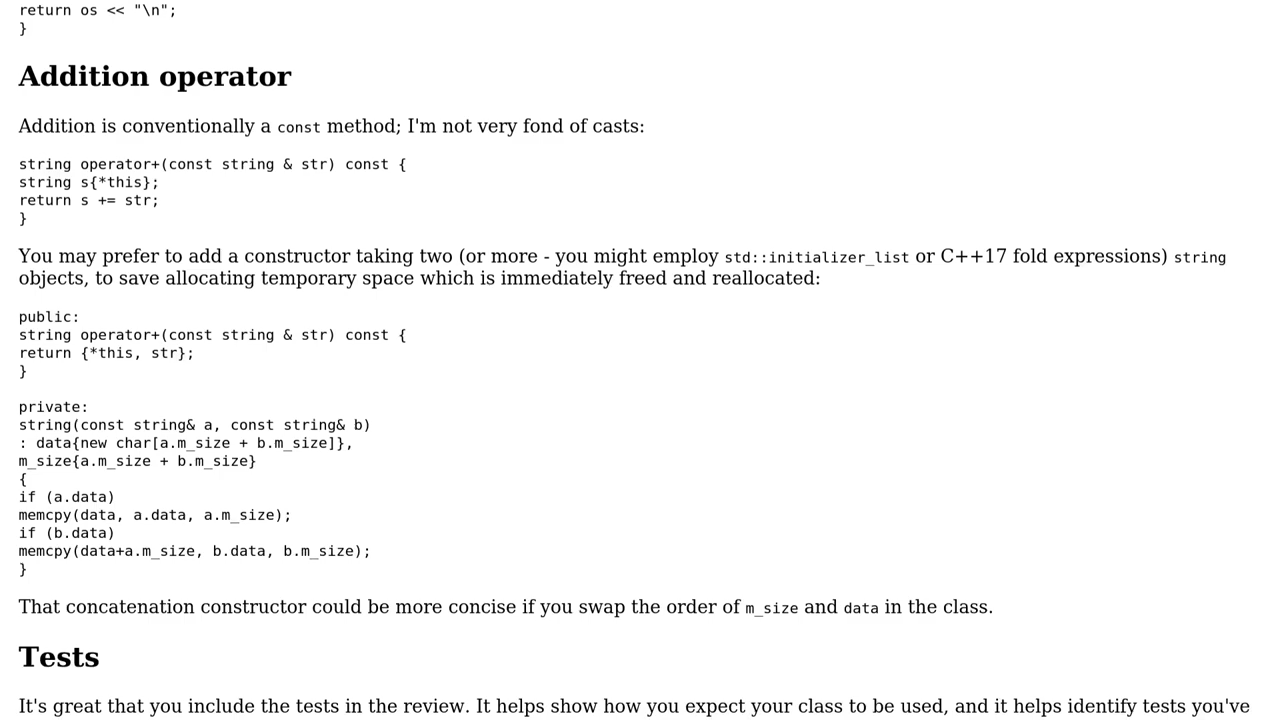 return os << "\n";
}
Addition operator
Addition is conventionally a const method; I'm not very fond of casts:
string operator+(const string & str) const {
string s{*this};
return s += str;
}
You may prefer to add a constructor taking two (or more - you might employ std::initializer_list or C++17 fold expressions) string
objects, to save allocating temporary space which is immediately freed and reallocated:
public:
string operator+(const string & str) const {
return {*this, str};
}
private:
string(const string& a, const string& b)
: data{new char[a.m_size + b.m_size]},
m_size{a.m_size + b.m_size}
{
if (a.data)
memcpy(data, a.data, a.m_size);
if (b.data)
memcpy(data+a.m_size, b.data, b.m_size);
}
That concatenation constructor could be more concise if you swap the order of m_size and data in the class.
Tests
It's great that you include the tests in the review. It helps show how you expect your class to be used, and it helps identify tests you've